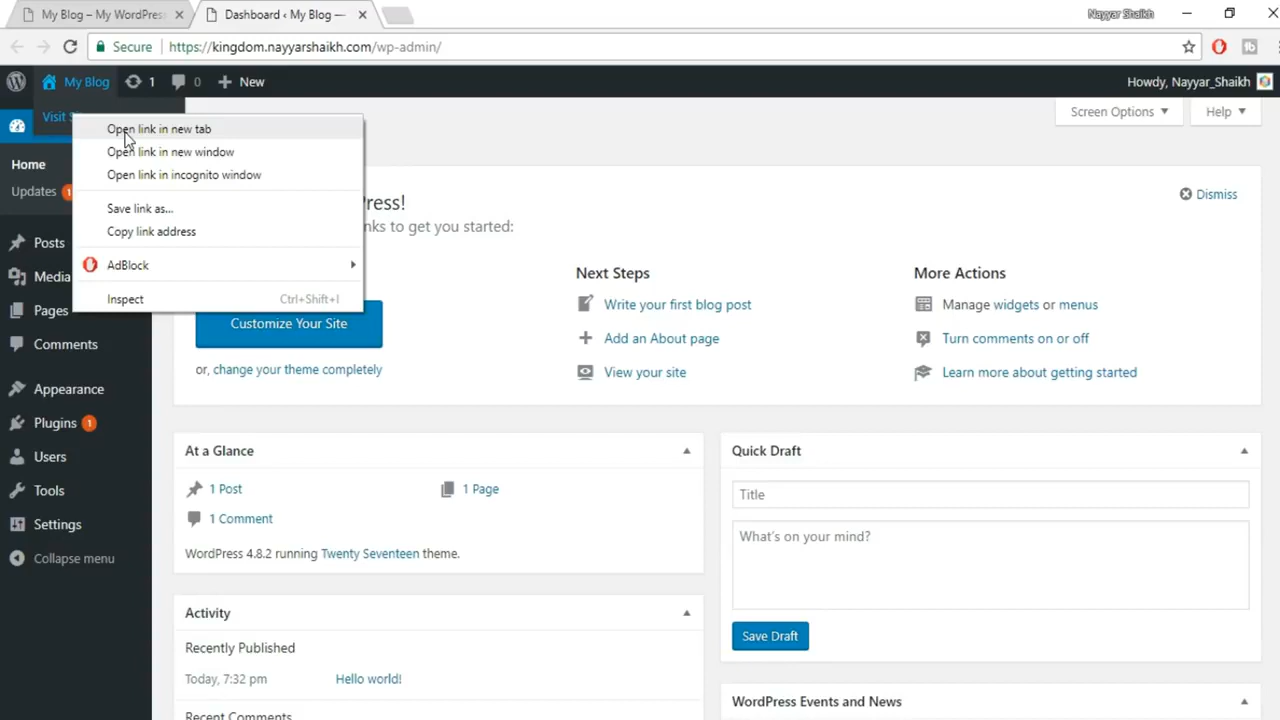 My Blog – My WordPress
Dashboard ‹ My Blog —
Nayyar Shaikh
Secure
https://kingdom.nayyarshaikh.com/wp-admin/
My Blog
1
0
New
Howdy, Nayyar_Shaikh
Visit
Screen Options
Help
Open link in new tab
Open link in new window
Open link in incognito window
Save link as...
Copy link address
AdBlock
Inspect
Ctrl+Shift+I
Home
Updates
1
Posts
Media
Pages
Comments
Appearance
Plugins
1
Users
Tools
Settings
Collapse menu
ress!
nks to get you started:
Dismiss
Customize Your Site
or, change your theme completely
Next Steps
Write your first blog post
Add an About page
View your site
More Actions
Manage widgets or menus
Turn comments on or off
Learn more about getting started
At a Glance
1 Post
1 Page
1 Comment
WordPress 4.8.2 running Twenty Seventeen theme.
Activity
Recently Published
Today, 7:32 pm
Hello world!
Recent Comments
Quick Draft
Title
What's on your mind?
Save Draft
WordPress Events and News